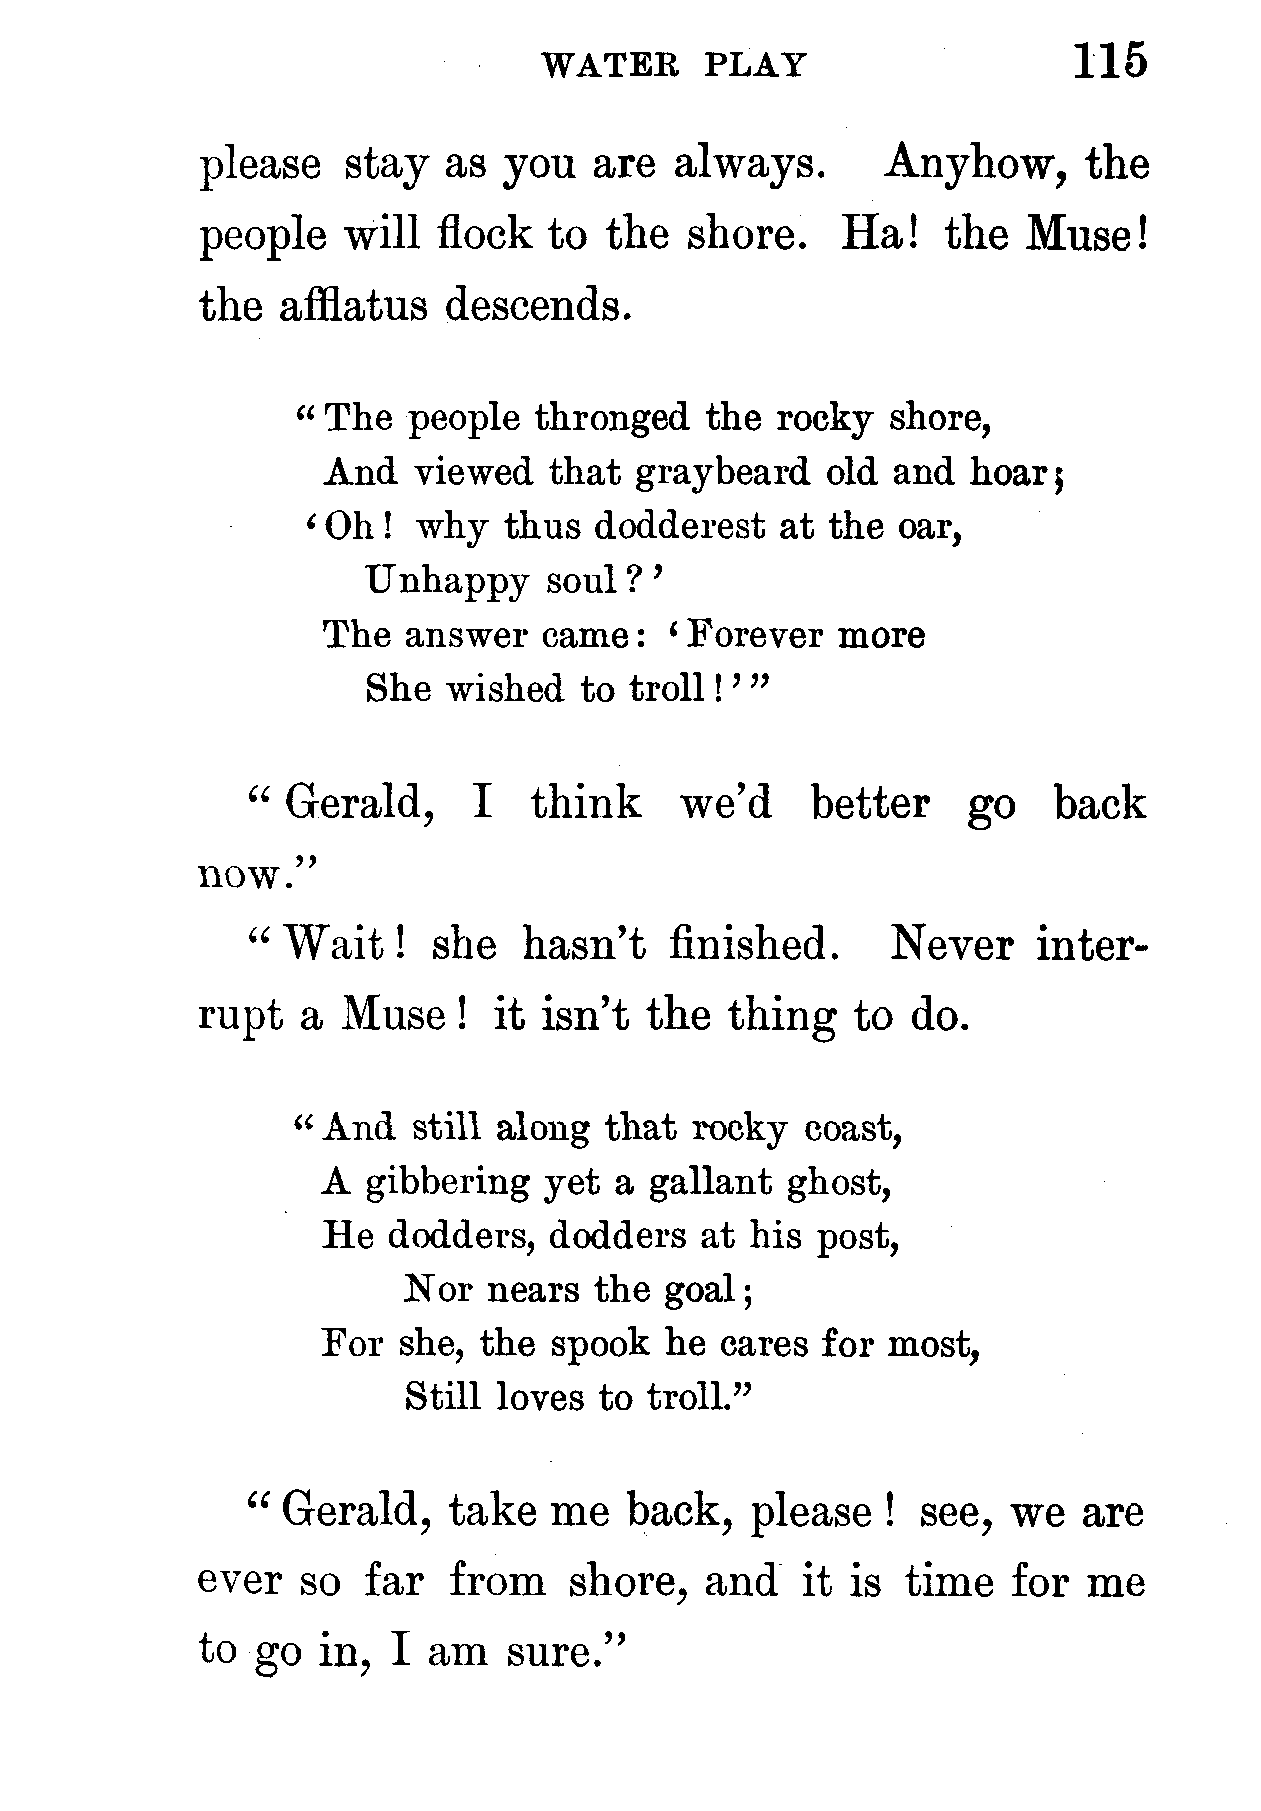 WATER PLAY 115
please stay as you are always. Anyhow, the
people will flock to the shore. Ha! the Muse!
the afflatus descends.
“The people thronged the rocky shore,
And viewed that graybeard old and hoar;
‘Oh! why thus dodderest at the oar,
Unhappy soul?’
The answer came: ‘Forever more
She wished to troll!’”
“Gerald, I think we’d better go back
now.”
“Wait! she hasn’t finished. Never inter-
rupt a Muse! it isn’t the thing to do.
“And still along that rocky coast,
A gibbering yet a gallant ghost,
He dodders, dodders at his post,
Nor nears the goal;
For she, the spook he cares for most,
Still loves to troll.”
“Gerald, take me back, please! see, we are
ever so far from shore, and it is time for me
to go in, I am sure.”